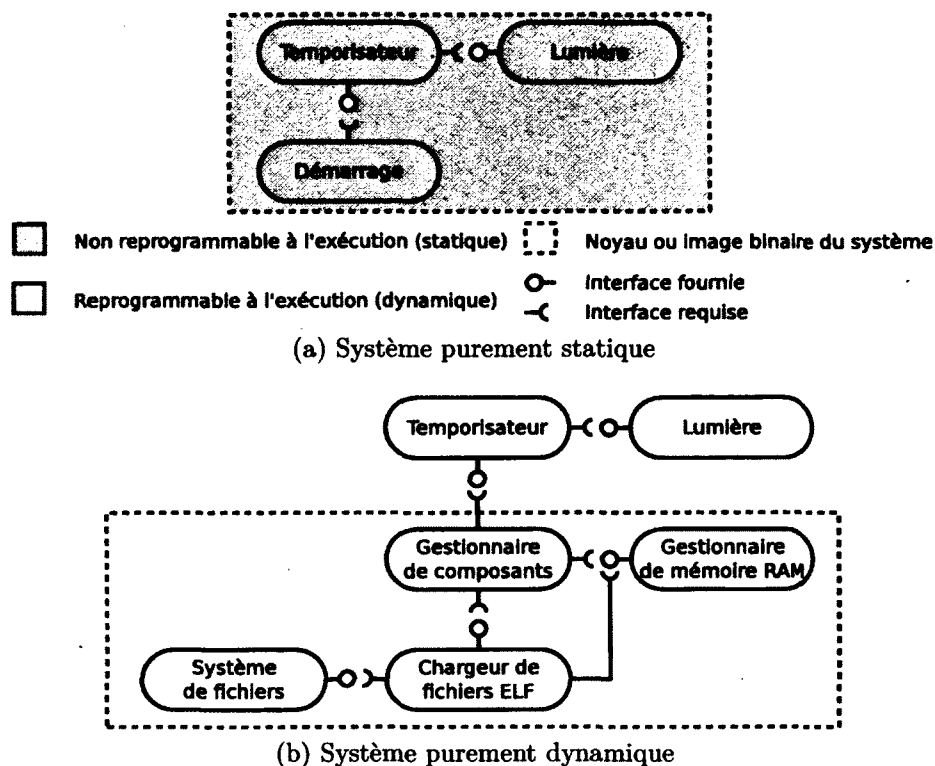 Temporisateur
Lumière
Démarrage
Non reprogrammable à l'exécution (statique)
Noyau ou image binaire du système
Reprogrammable à l'exécution (dynamique)
Interface fournie
Interface requise
(a) Système purement statique
Temporisateur
Lumière
Gestionnaire
de composants
Gestionnaire
de mémoire RAM
Système
de fichiers
Chargeur de
fichiers ELF
(b) Système purement dynamique